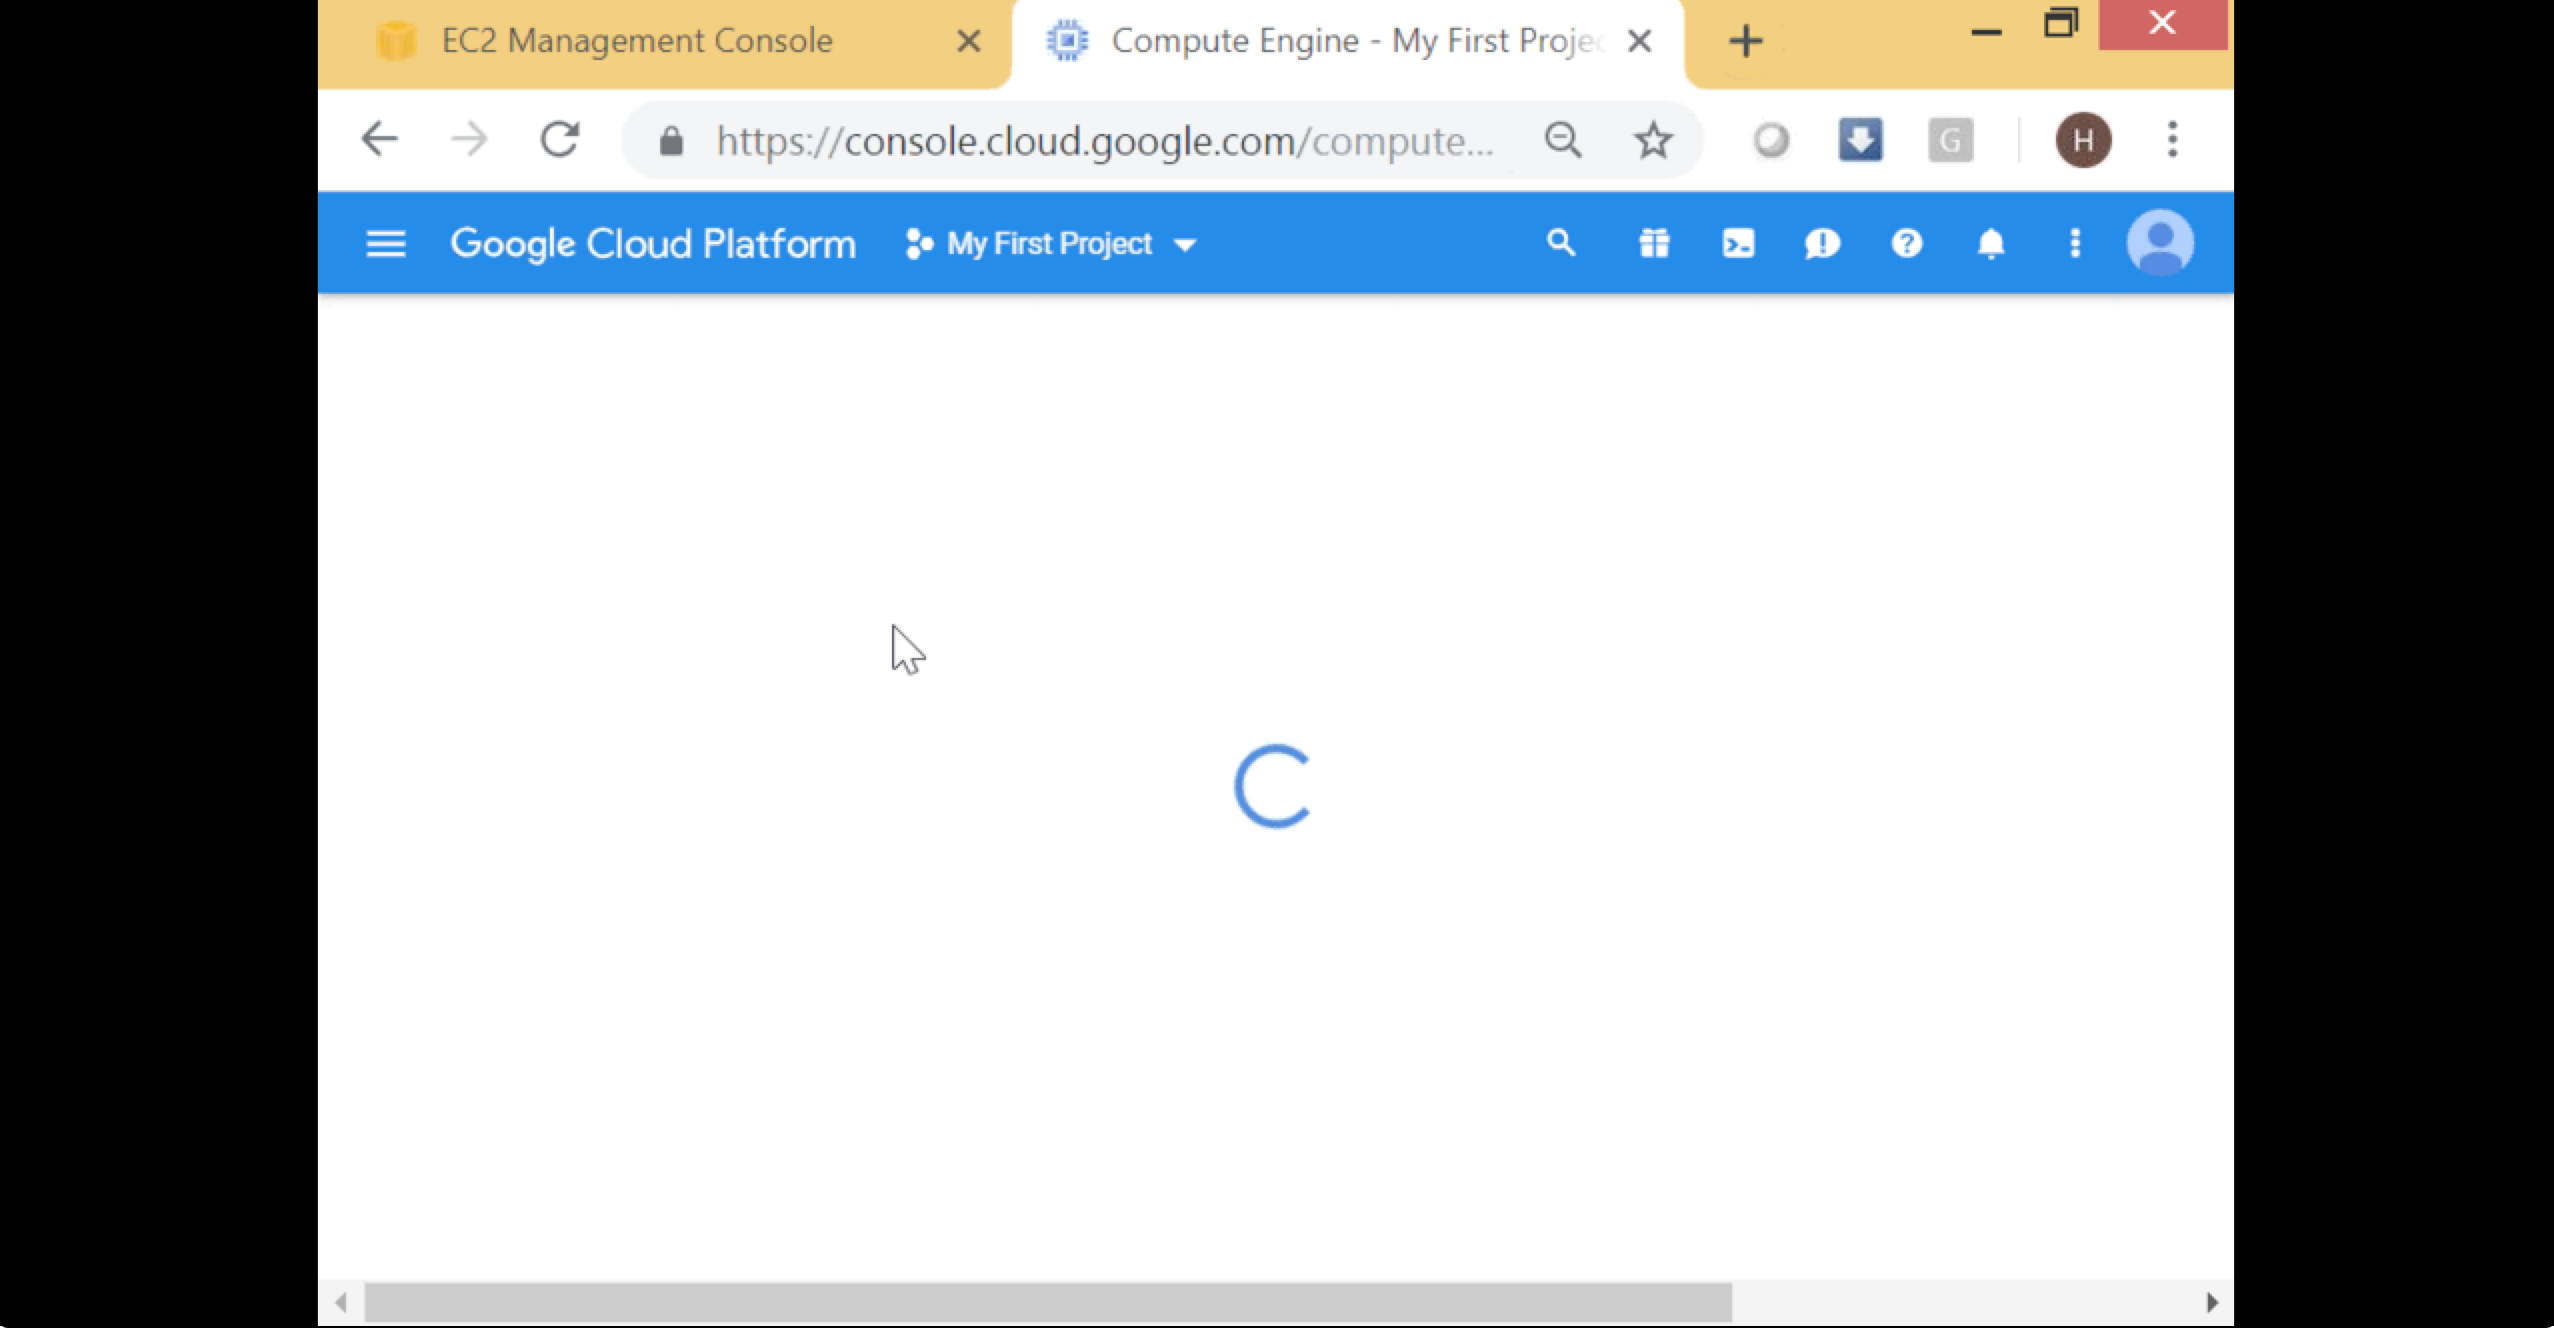 EC2 Management Console
Compute Engine - My First Projec
https://console.cloud.google.com/compute...
G
H
Google Cloud Platform
My First Project